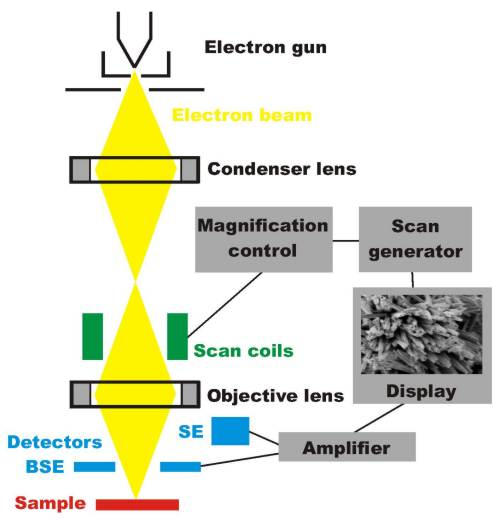 Electron gun
Electron beam
Condenser lens
Magnification
control
Scan
generator
Scan coils
Objective lens
Display
SE
Detectors
BSE
Amplifier
Sample